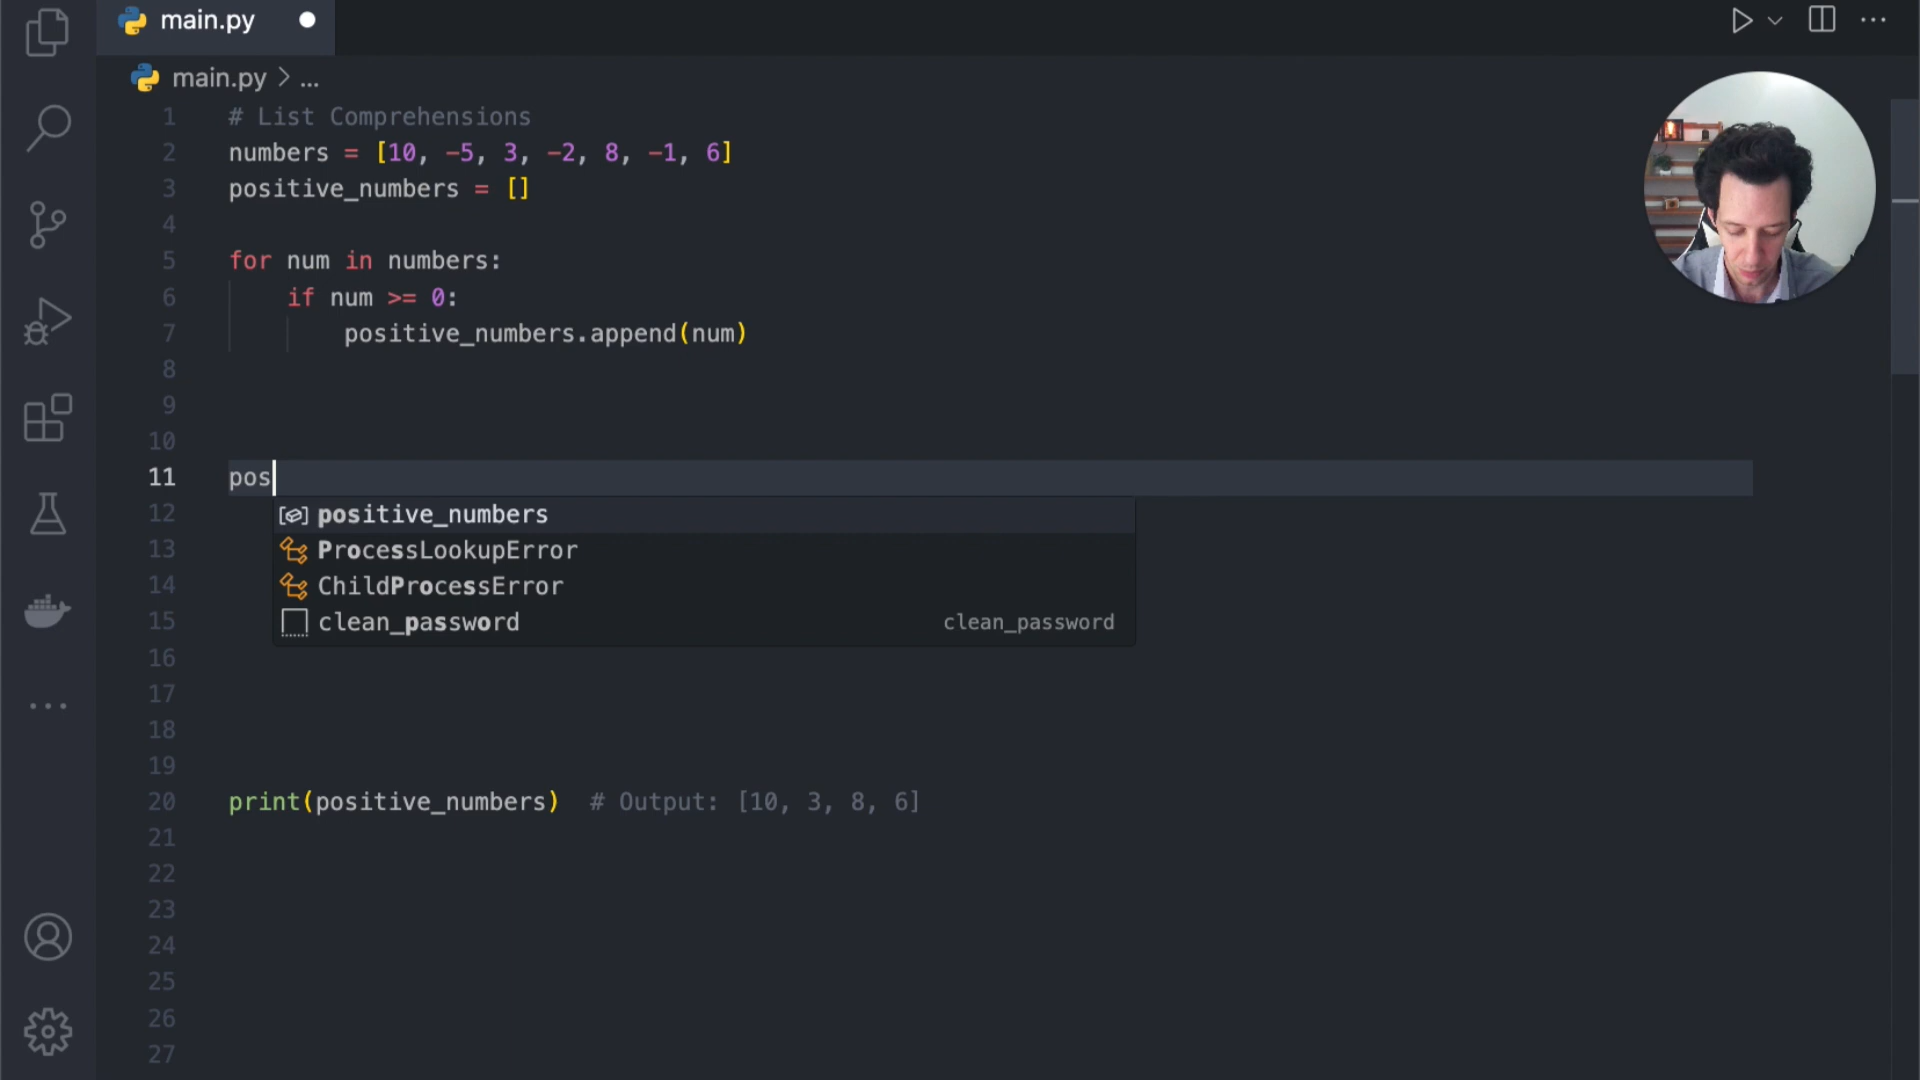 main.py
main.py > ...
1 # List Comprehensions
2 numbers = [10, -5, 3, -2, 8, -1, 6]
3 positive_numbers = []
4
5 for num in numbers:
6     if num >= 0:
7         positive_numbers.append(num)
8
9
10
11 pos
12 positive_numbers
13 ProcessLookupError
14 ChildProcessError
15 clean_password clean_password
16
17
18
19
20 print(positive_numbers)  # Output: [10, 3, 8, 6]
21
22
23
24
25
26
27